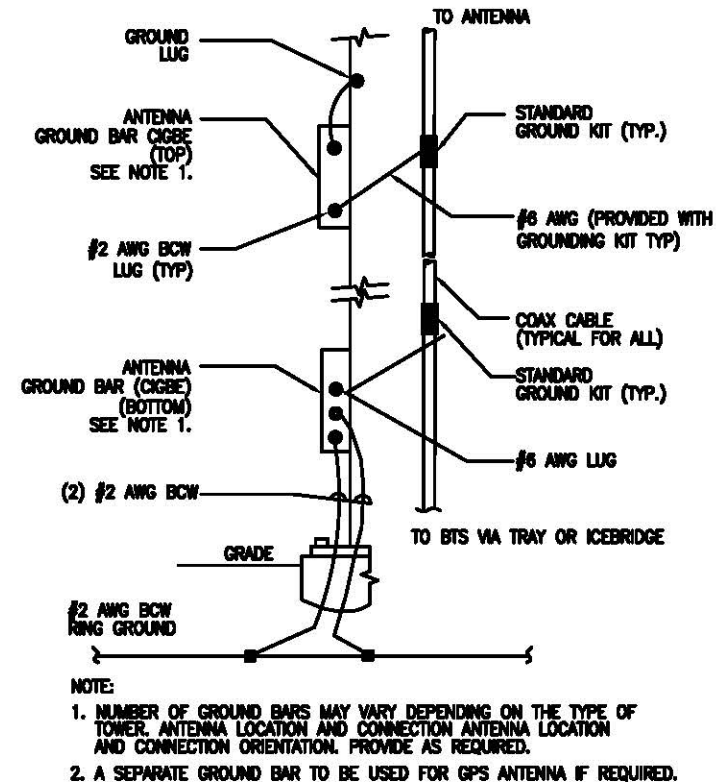 TO ANTENNA
GROUND
LUG
ANTENNA
GROUND BAR CIGBE
(TOP)
SEE NOTE 1.
STANDARD
GROUND KIT (TYP.)
#6 AWG (PROVIDED WITH
GROUNDING KIT TYP)
#2 AWG BCW
LUG (TYP)
COAX CABLE
(TYPICAL FOR ALL)
ANTENNA
GROUND BAR (CIGBE)
(BOTTOM)
SEE NOTE 1.
STANDARD
GROUND KIT (TYP.)
#6 AWG LUG
(2) #2 AWG BCW
TO BTS VIA TRAY OR ICEBRIDGE
GRADE
#2 AWG BCW
RING GROUND
NOTE:
1. NUMBER OF GROUND BARS MAY VARY DEPENDING ON THE TYPE OF
TOWER. ANTENNA LOCATION AND CONNECTION ANTENNA LOCATION
AND CONNECTION ORIENTATION. PROVIDE AS REQUIRED.
2. A SEPARATE GROUND BAR TO BE USED FOR GPS ANTENNA IF REQUIRED.